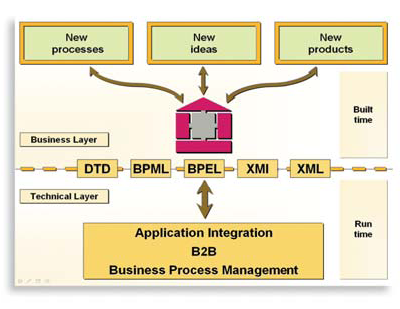 New
processes
New
ideas
New
products
Built
time
Business Layer
DTD
BPML
BPEL
XMI
XML
Technical Layer
Run
time
Application Integration
B2B
Business Process Management